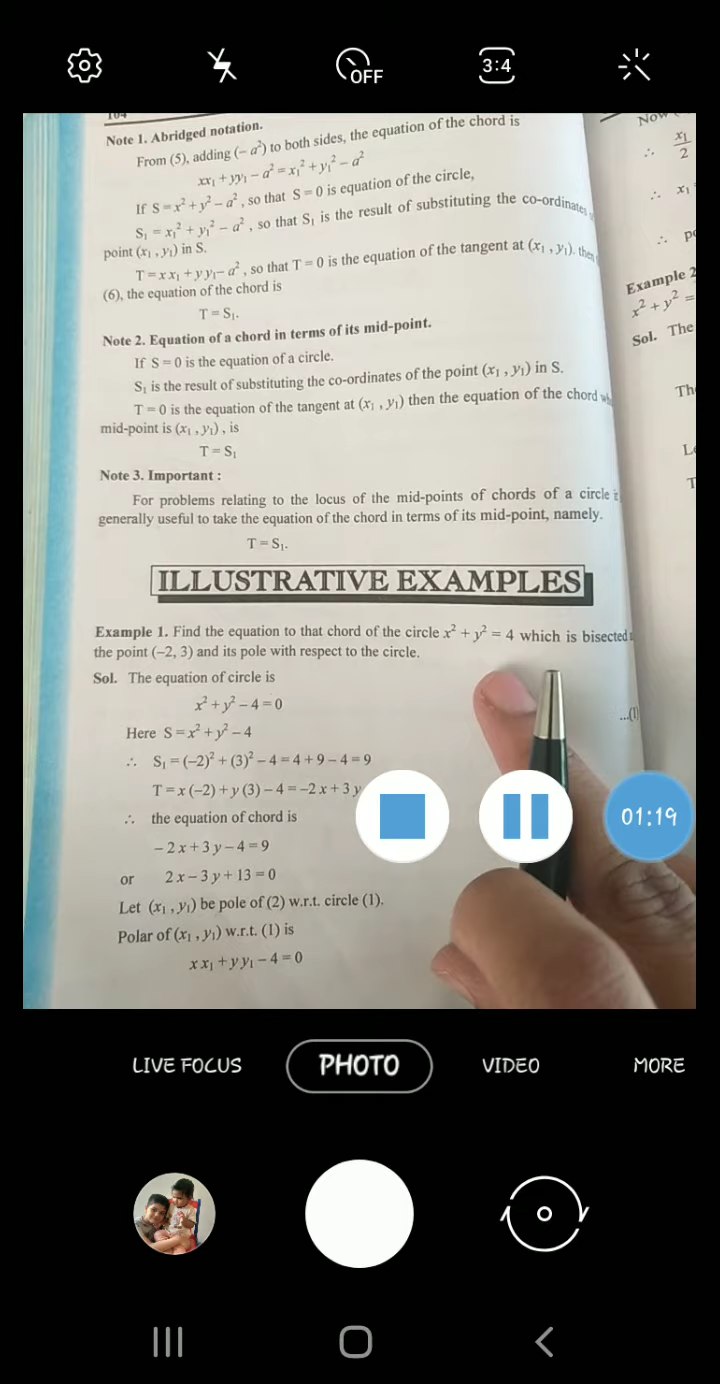 OFF
3:4
104
Note 1. Abridged notation.
From (5), adding (– a²) to both sides, the equation of the chord is
xx₁ + yy₁ – a² = x₁² + y₁² – a²
If S = x² + y² – a² , so that S = 0 is equation of the circle,
S₁ = x₁² + y₁² – a² , so that S₁ is the result of substituting the co-ordinates
point (x₁ , y₁) in S.
T = x x₁ + y y₁– a² , so that T = 0 is the equation of the tangent at (x₁ , y₁). then
(6), the equation of the chord is
T = S₁.
Note 2. Equation of a chord in terms of its mid-point.
If S = 0 is the equation of a circle.
S₁ is the result of substituting the co-ordinates of the point (x₁ , y₁) in S.
T = 0 is the equation of the tangent at (x₁ , y₁) then the equation of the chord
mid-point is (x₁ , y₁) , is
T = S₁
Note 3. Important :
For problems relating to the locus of the mid-points of chords of a circle
generally useful to take the equation of the chord in terms of its mid-point, namely.
T = S₁.
ILLUSTRATIVE EXAMPLES
Example 1. Find the equation to that chord of the circle x² + y² = 4 which is bisected
the point (–2, 3) and its pole with respect to the circle.
Sol. The equation of circle is
x² + y² – 4 = 0
...(1)
Here S = x² + y² – 4
∴ S₁ = (–2)² + (3)² – 4 = 4 + 9 – 4 = 9
T = x (–2) + y (3) – 4 = –2 x + 3 y
∴ the equation of chord is
– 2 x + 3 y – 4 = 9
or 2 x – 3 y + 13 = 0
Let (x₁ , y₁) be pole of (2) w.r.t. circle (1).
Polar of (x₁ , y₁) w.r.t. (1) is
x x₁ + y y₁ – 4 = 0
Now
∴ x₁/2
∴ x₁
∴
Example 2
x² + y² =
Sol. The
01:19
LIVE FOCUS
PHOTO
VIDEO
MORE